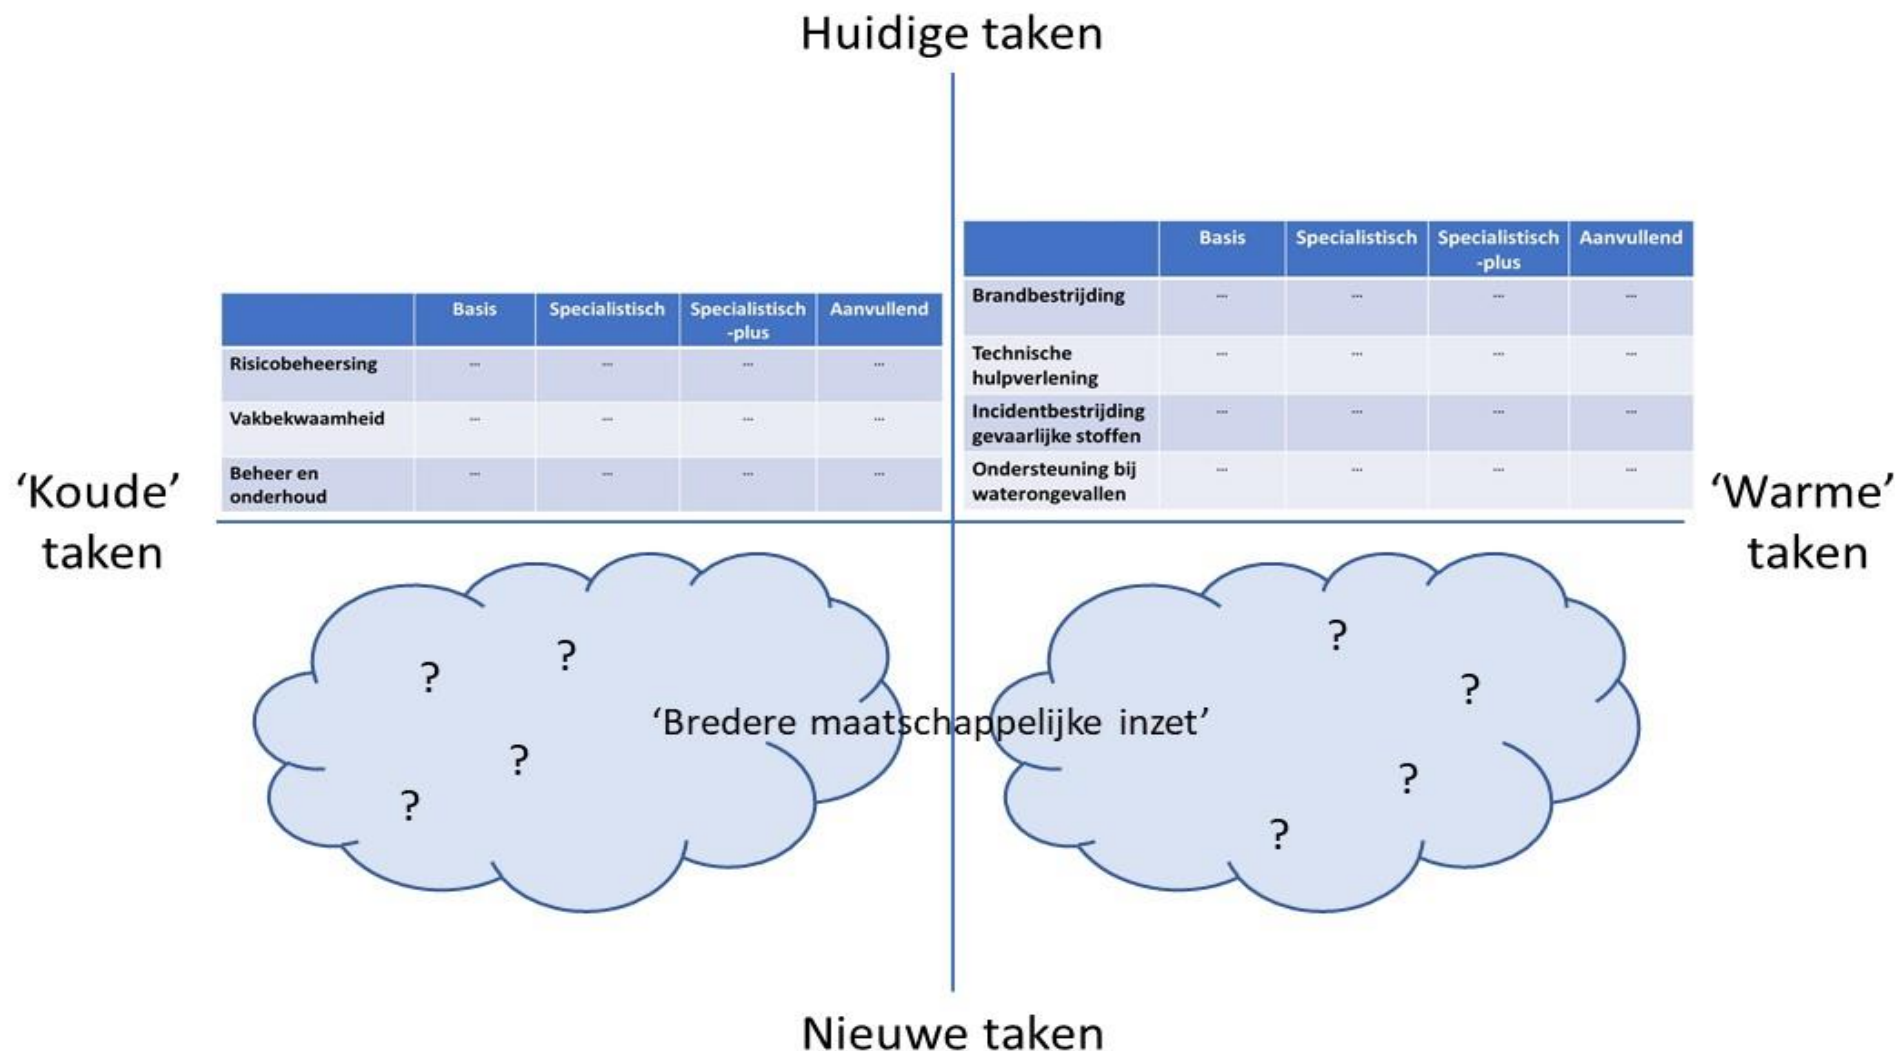 Huidige taken
Basis Specialistisch Specialistisch Aanvullend
-plus
Risicobeheersing ... ... ... ...
Vakbekwaamheid ... ... ... ...
Beheer en ... ... ... ...
onderhoud
Basis Specialistisch Specialistisch Aanvullend
-plus
Brandbestrijding ... ... ... ...
Technische ... ... ... ...
hulpverlening
Incidentbestrijding ... ... ... ...
gevaarlijke stoffen
Ondersteuning bij ... ... ... ...
waterongevallen
‘Koude’
taken
‘Warme’
taken
? ?
? ?
‘Bredere maatschappelijke inzet’
? ?
? ?
Nieuwe taken